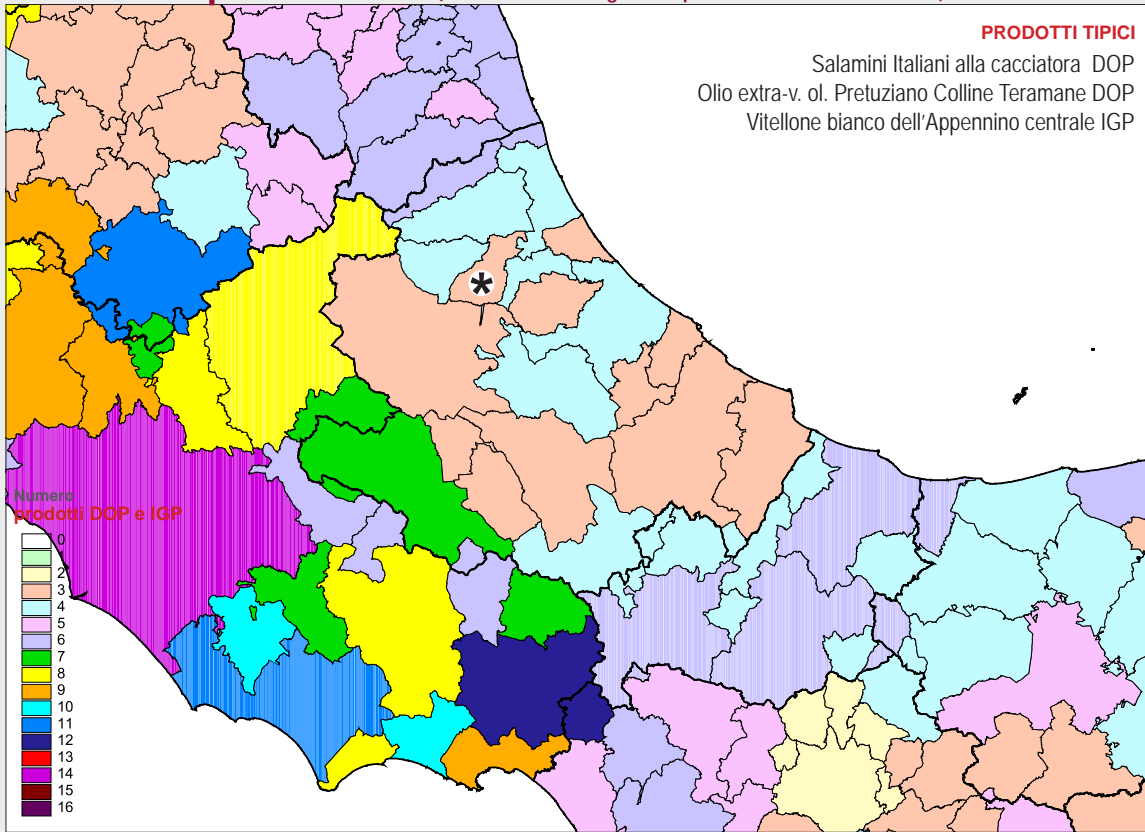 PRODOTTI TIPICI
Salamini Italiani alla cacciatora DOP
Olio extra-v. ol. Pretuziano Colline Teramane DOP
Vitellone bianco dell'Appennino centrale IGP
*
Numero
prodotti DOP e IGP
0
2
3
4
5
6
7
8
9
10
11
12
13
14
15
16